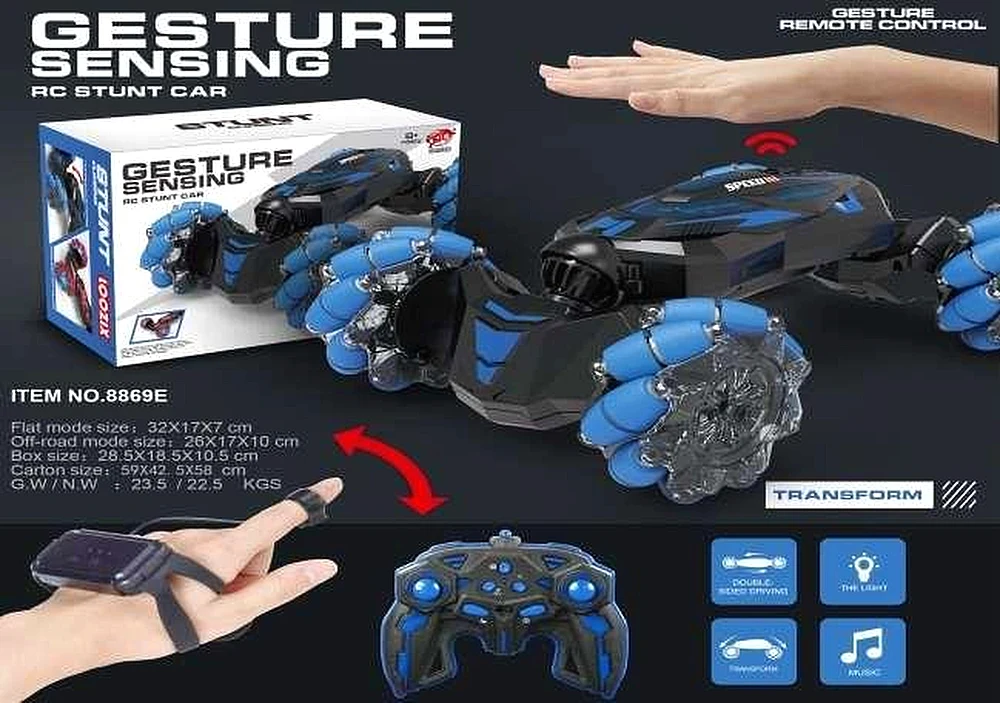 GESTURE
SENSING
RC STUNT CAR
GESTURE
REMOTE CONTROL
STUNT
GESTURE
SENSING
RC STUNT CAR
STUNT
SPEED
ITEM NO.8869E
Flat mode size: 32X17X7 cm
Off-road mode size: 26X17X10 cm
Box size: 28.5X18.5X10.5 cm
Carton size: 59X42. 5X58 cm
G.W / N.W : 23.5 / 22.5 KGS
TRANSFORM
DOUBLE-
SIDED DRIVING
THE LIGHT
TRANSFORM
MUSIC